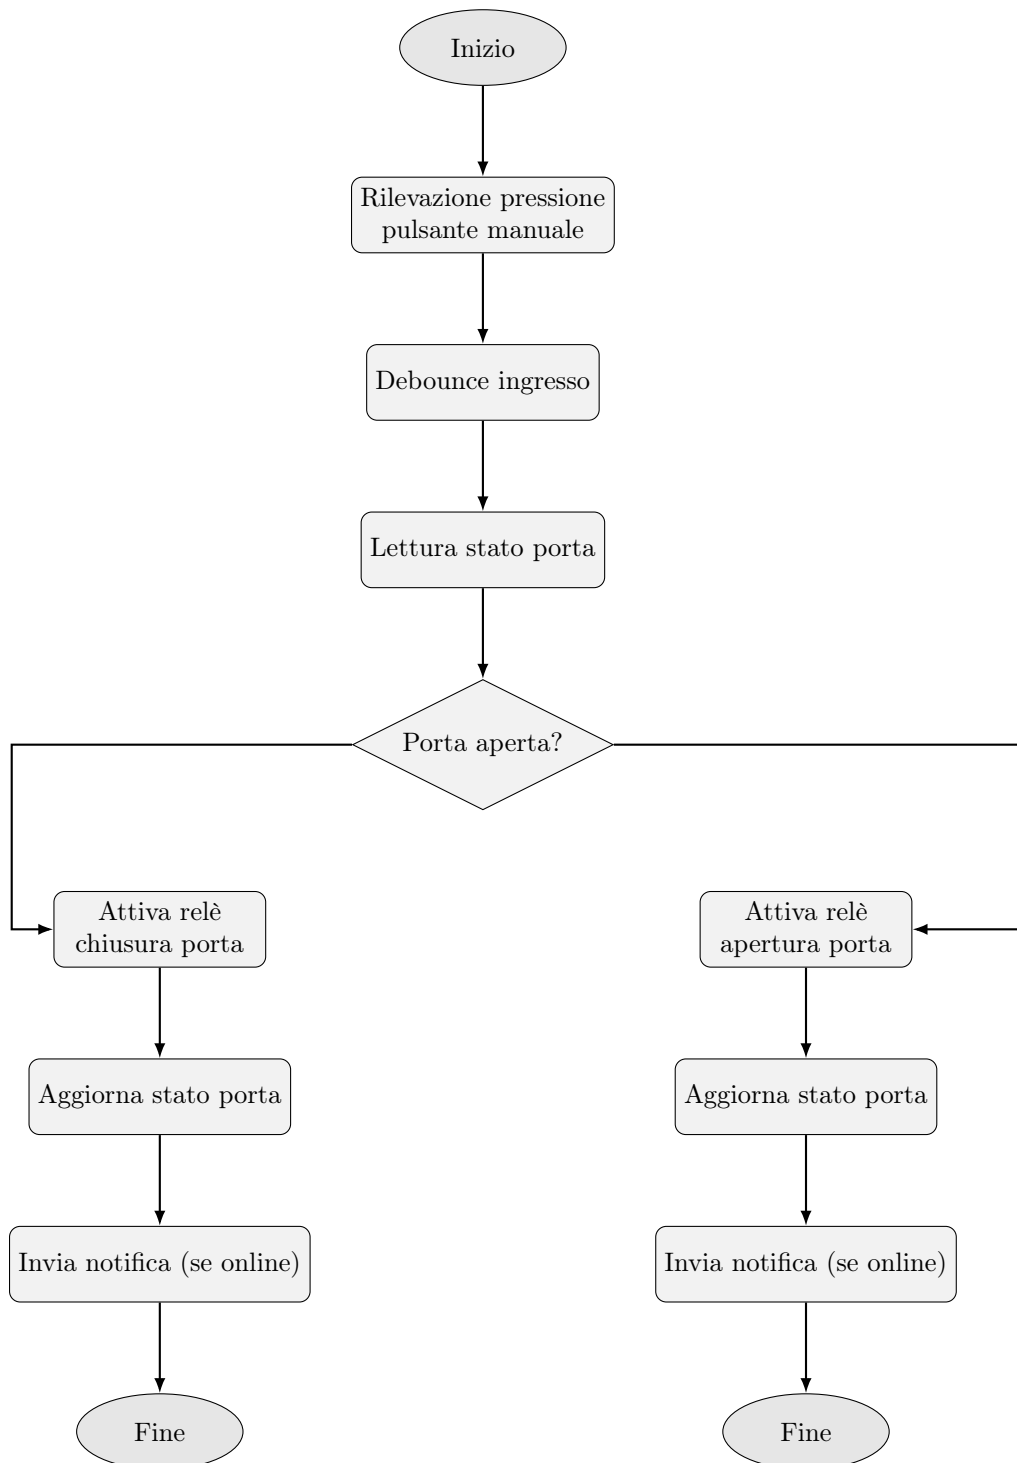 Inizio
Rilevazione pressione
pulsante manuale
Debounce ingresso
Lettura stato porta
Porta aperta?
Attiva relè
chiusura porta
Aggiorna stato porta
Invia notifica (se online)
Fine
Attiva relè
apertura porta
Aggiorna stato porta
Invia notifica (se online)
Fine